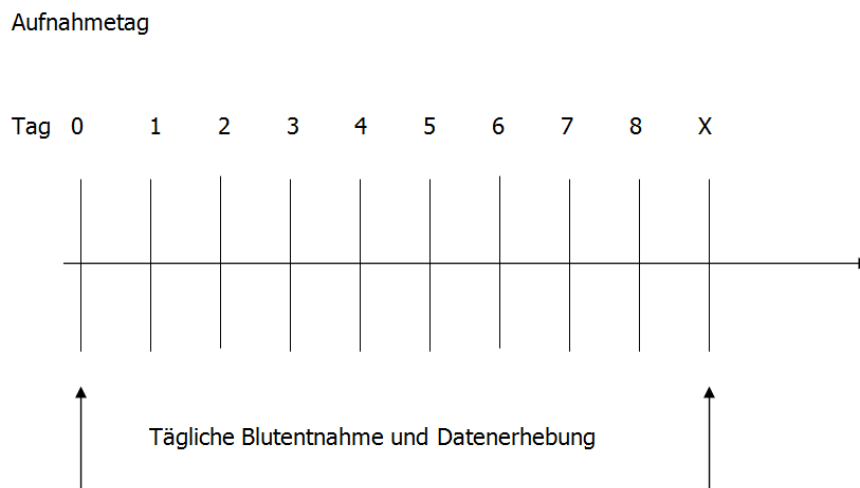 Aufnahmetag
Tag 0 1 2 3 4 5 6 7 8 X
Tägliche Blutentnahme und Datenerhebung